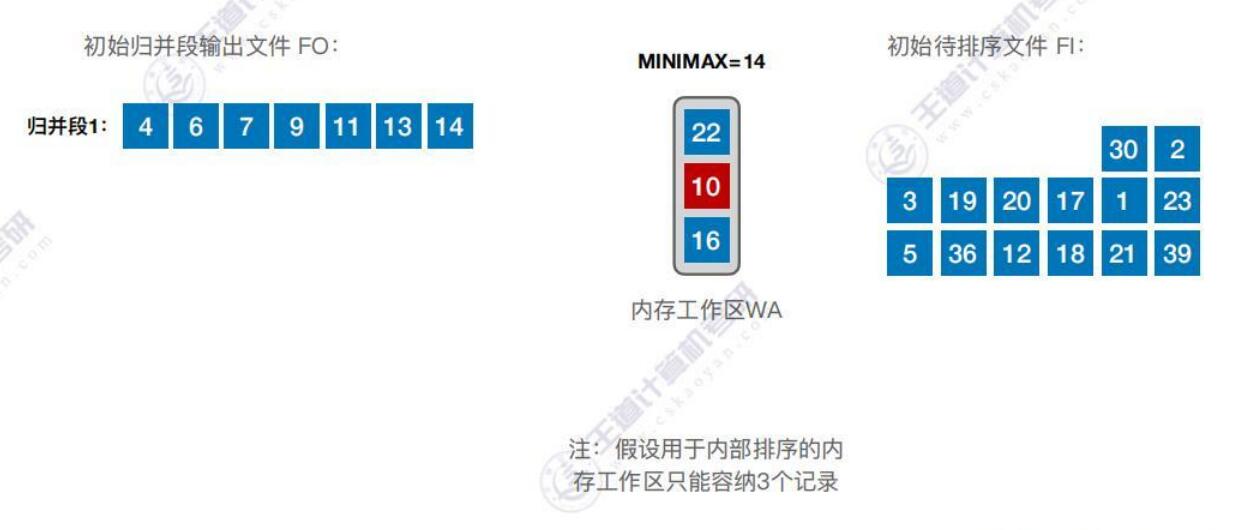 初始归并段输出文件 FO：
MINIMAX=14
初始待排序文件 FI：
归并段1： 4 6 7 9 11 13 14
22
10
16
30 2
3 19 20 17 1 23
5 36 12 18 21 39
内存工作区WA
注：假设用于内部排序的内
存工作区只能容纳3个记录
王道计算机考研
www.cskaoyan.com